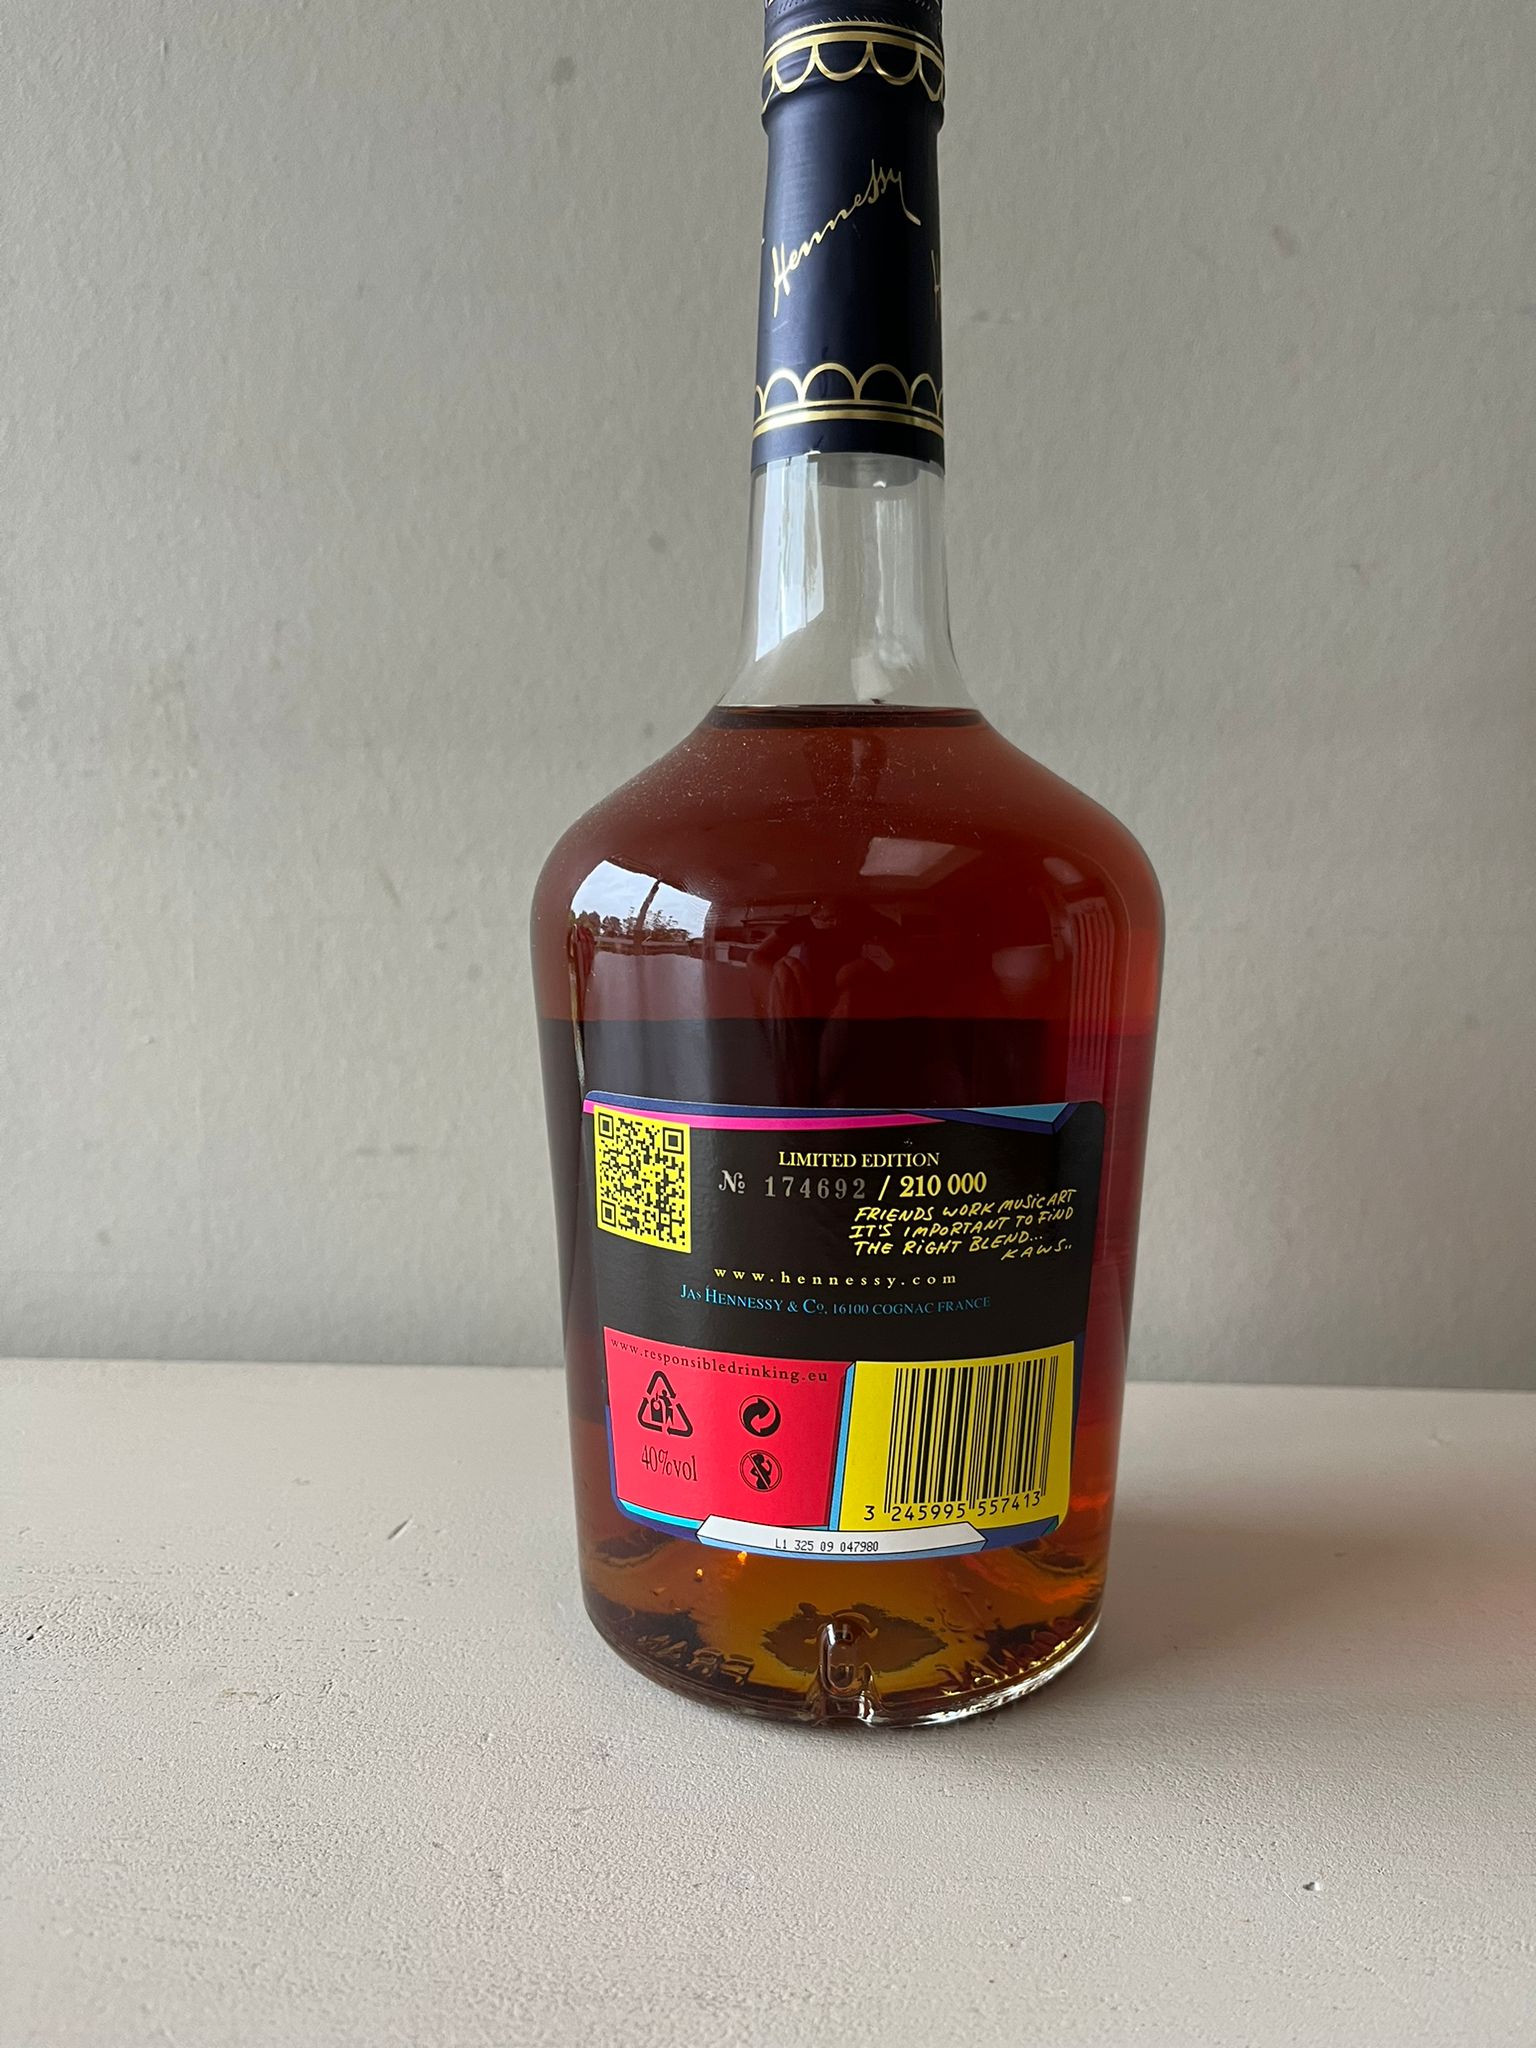 Hennessy
LIMITED EDITION
№ 174692 / 210 000
FRIENDS WORK MUSIC ART
IT'S IMPORTANT TO FIND
THE RIGHT BLEND...
KAWS..
www.hennessy.com
JAS HENNESSY & Co, 16100 COGNAC FRANCE
www.responsibledrinking.eu
40%vol
3 245995 557413
L1 325 09 047980